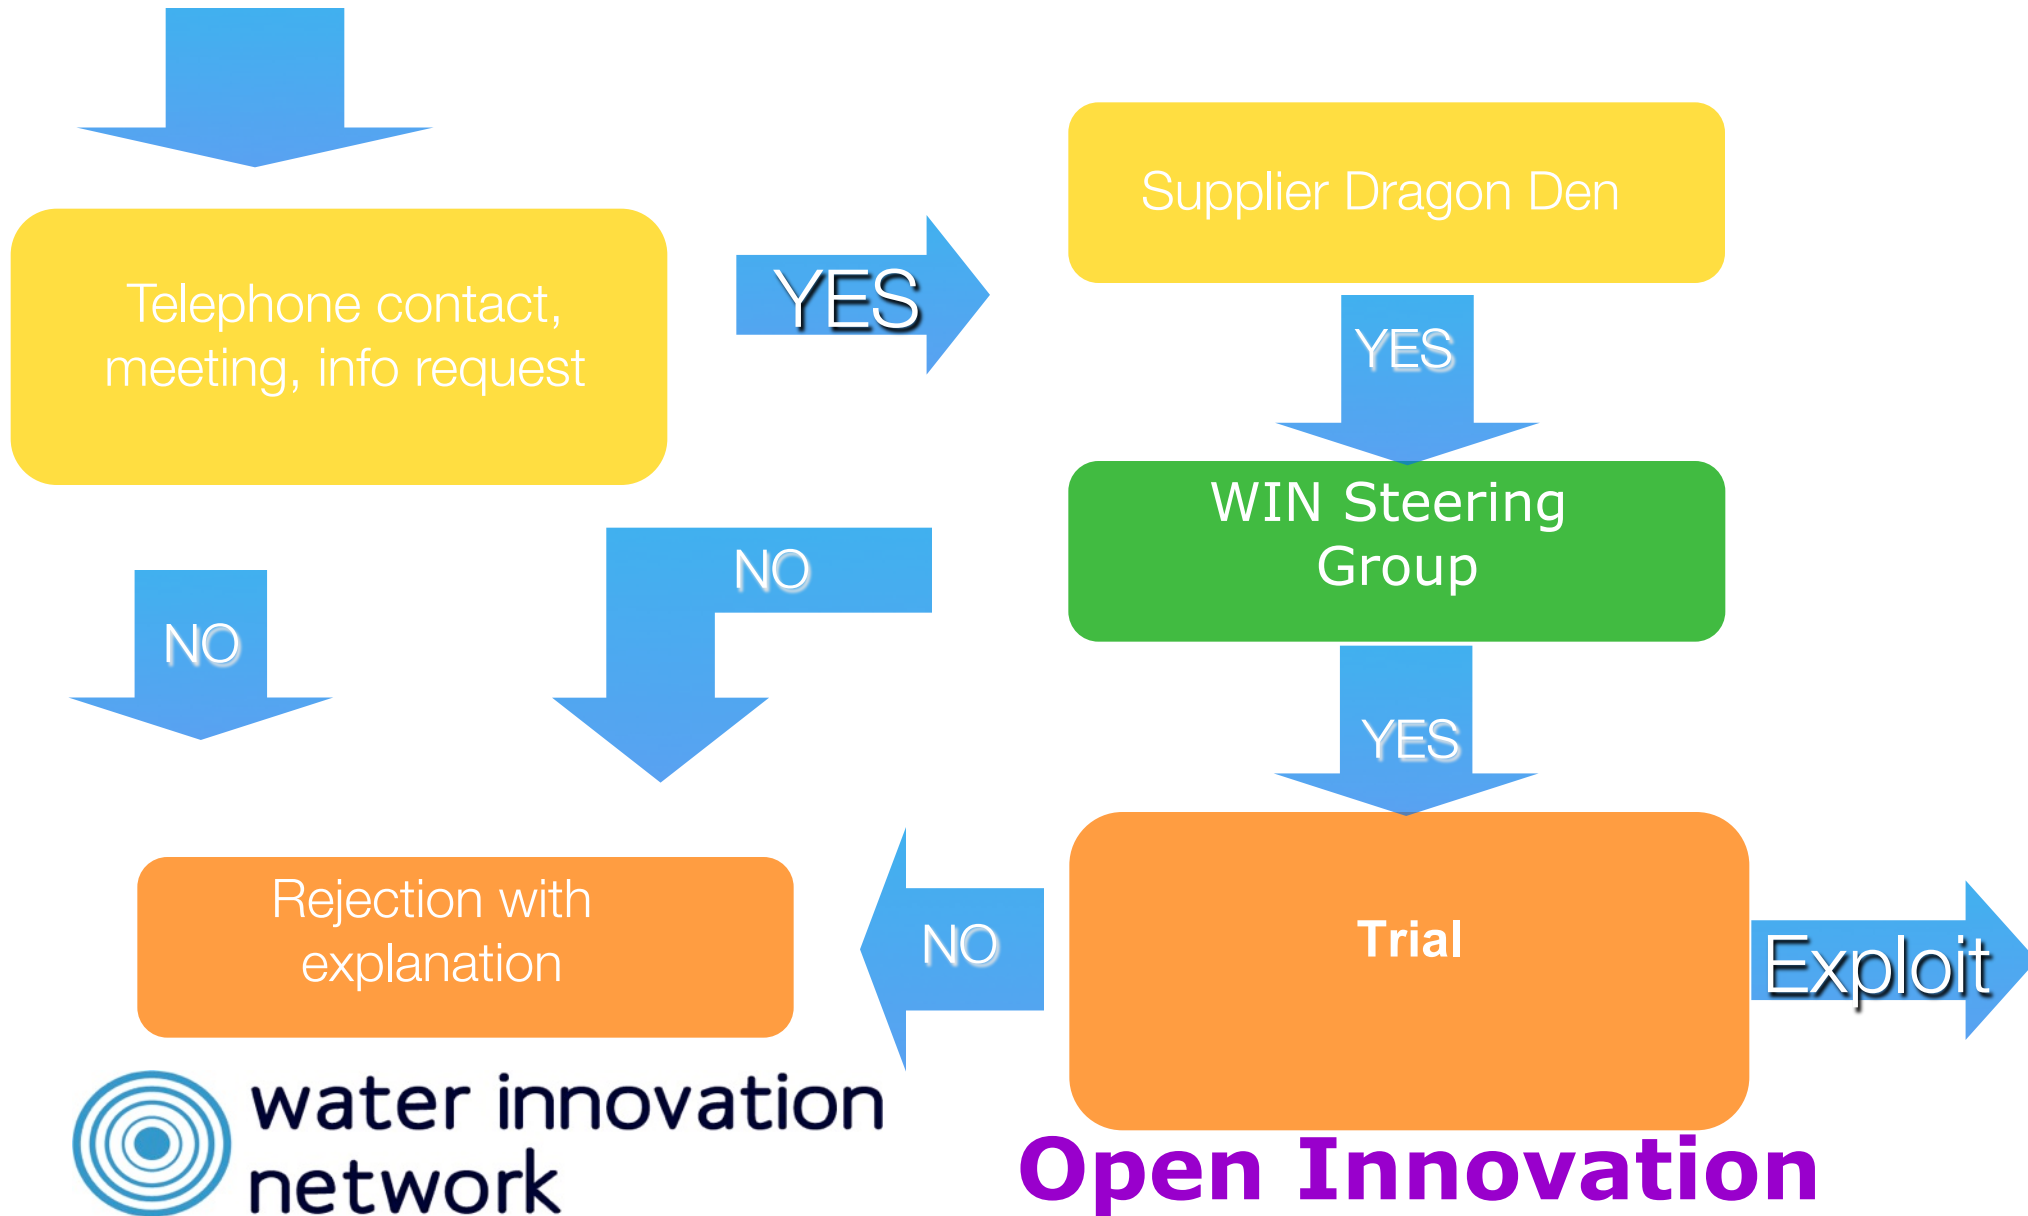 Telephone contact,
meeting, info request
YES
Supplier Dragon Den
YES
WIN Steering
Group
NO
NO
YES
Rejection with
explanation
NO
Trial
Exploit
water innovation
network
Open Innovation